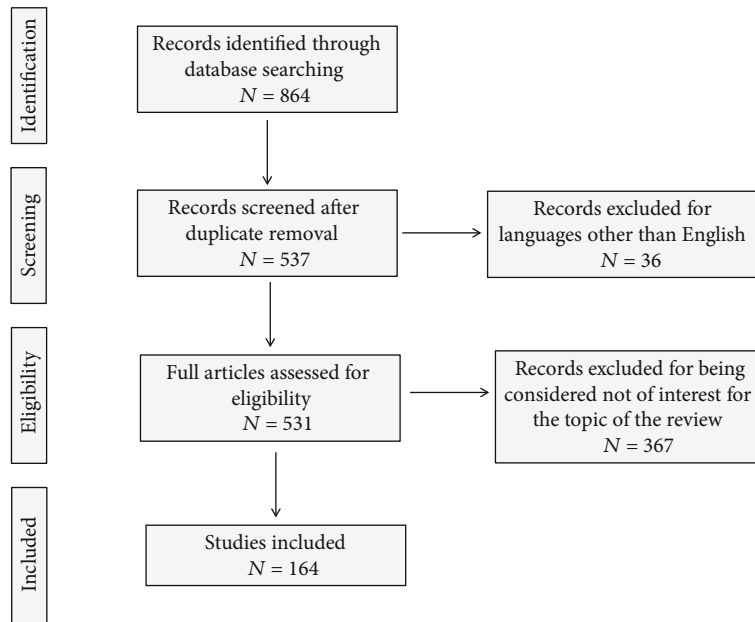 Identification
Records identified through
database searching
N = 864
Screening
Records screened after
duplicate removal
N = 537
Records excluded for
languages other than English
N = 36
Eligibility
Full articles assessed for
eligibility
N = 531
Records excluded for being
considered not of interest for
the topic of the review
N = 367
Included
Studies included
N = 164